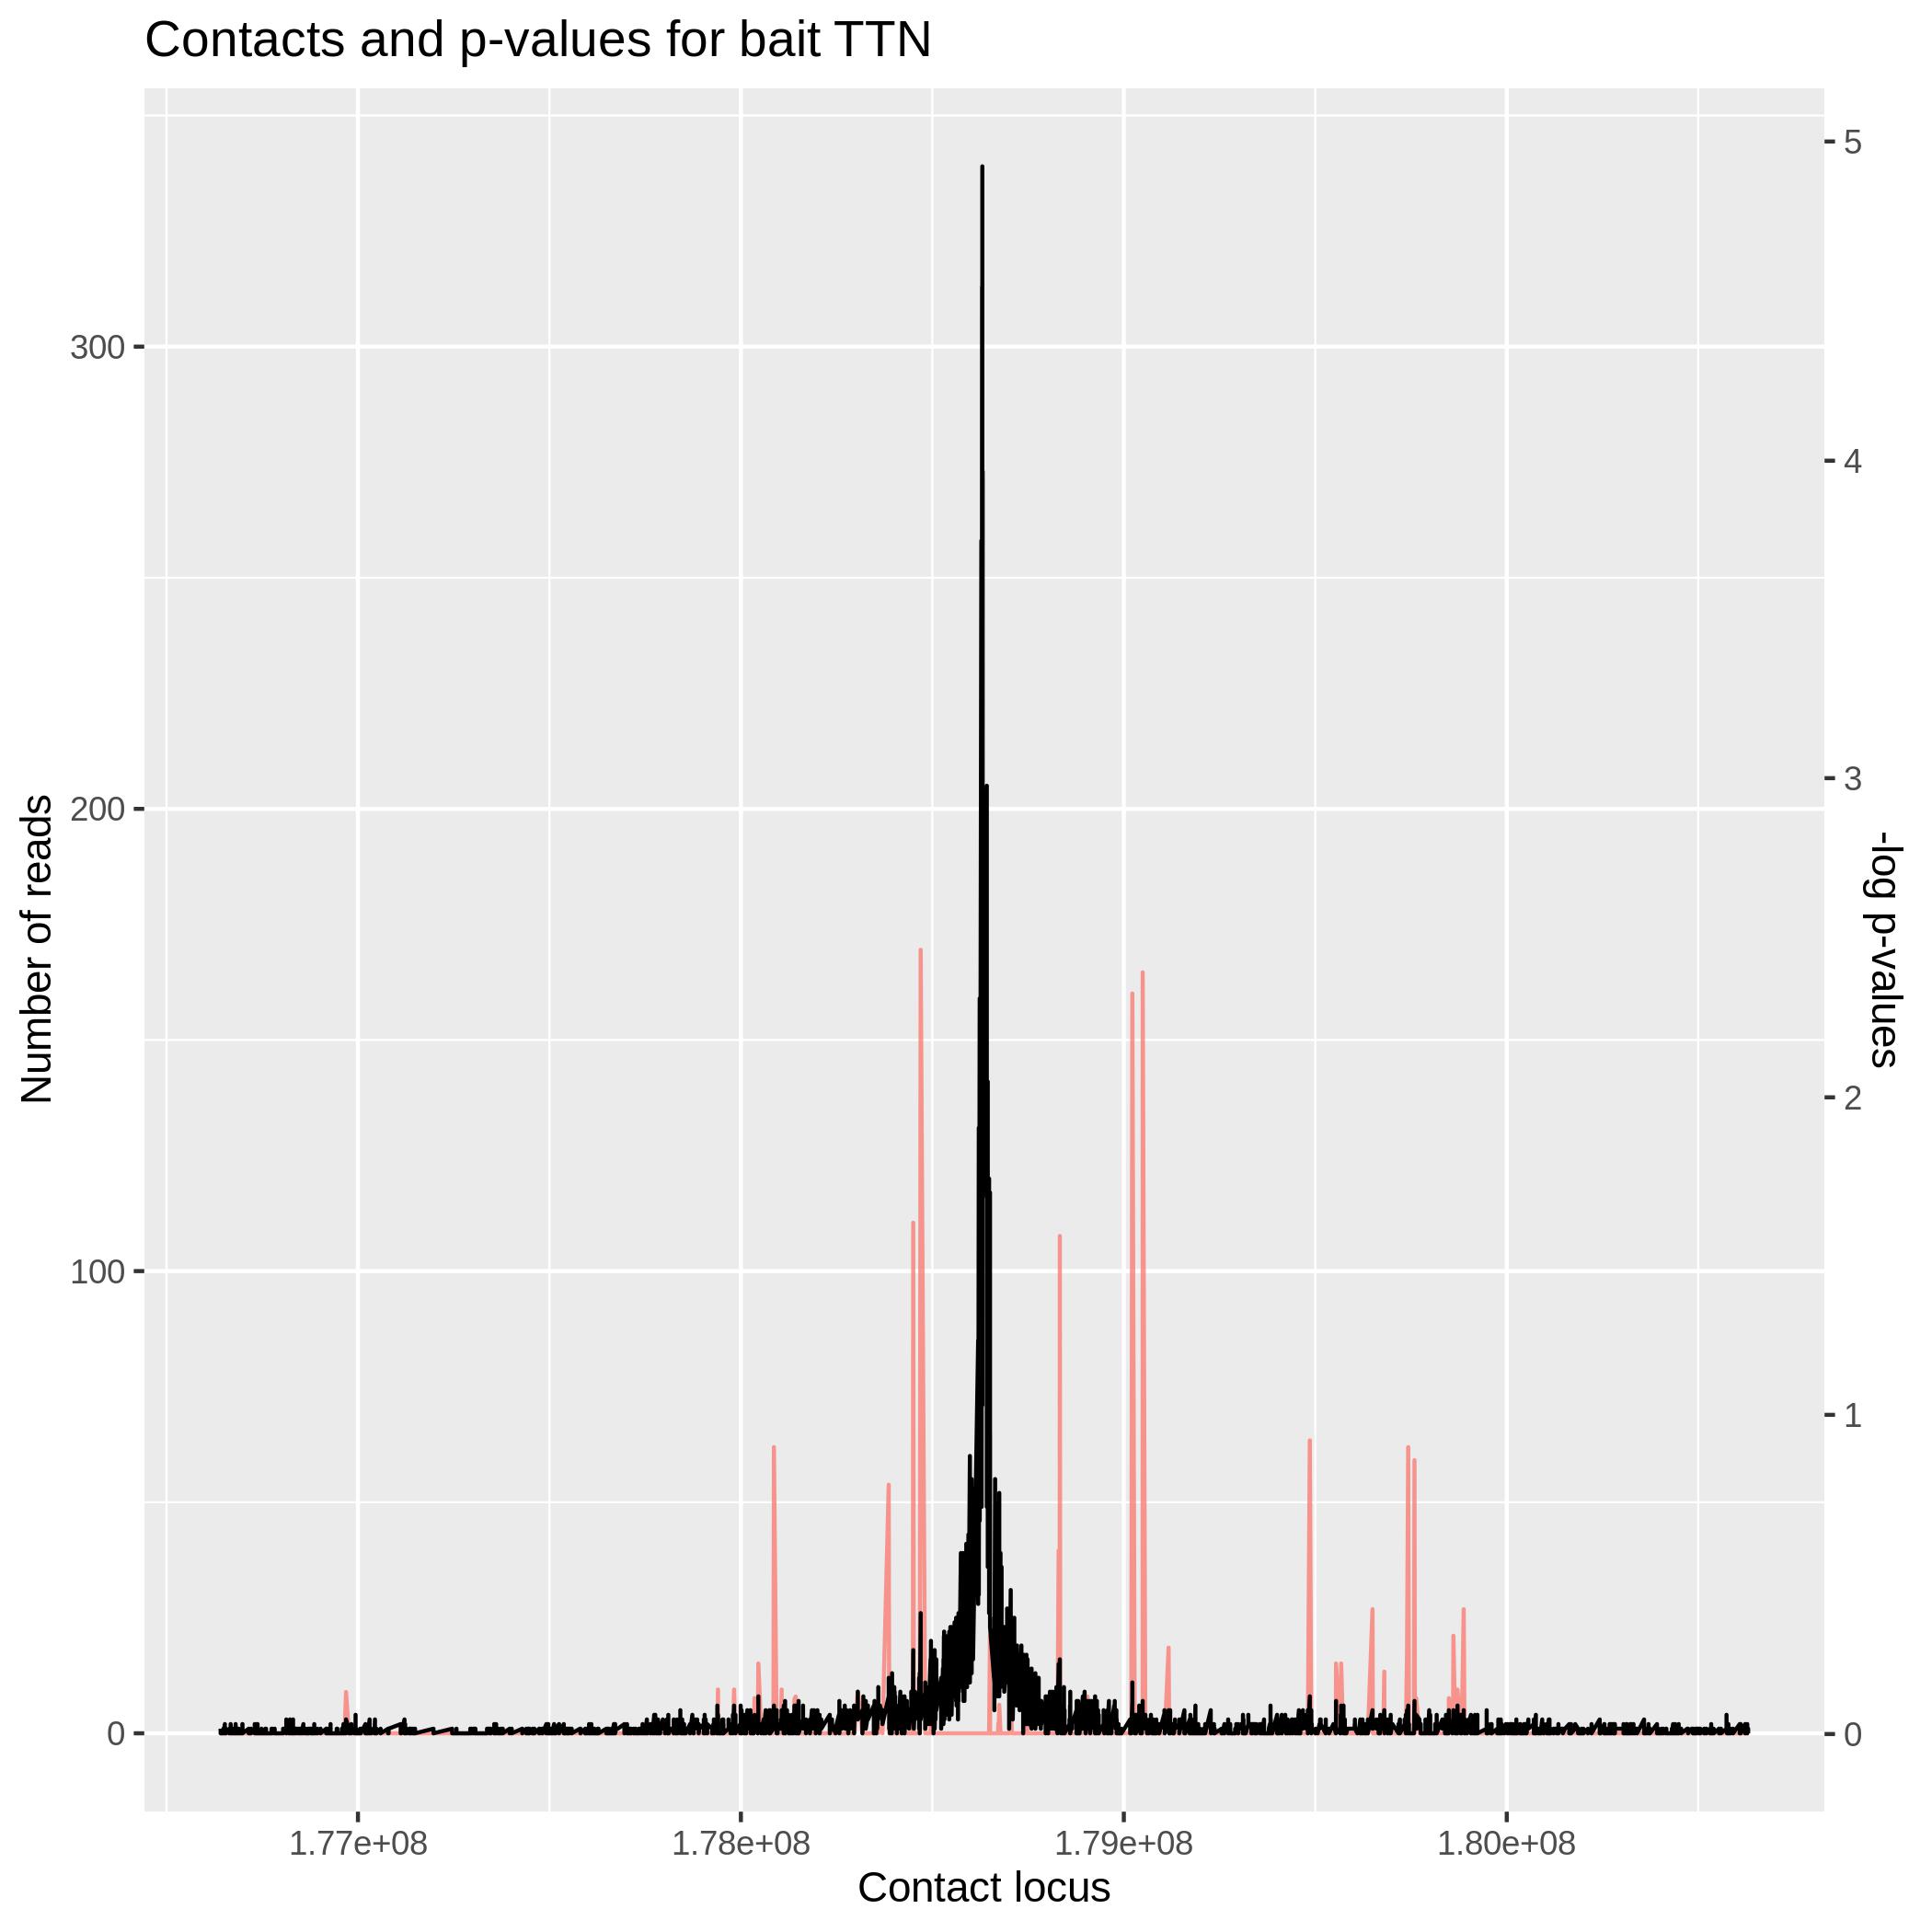 Contacts and p-values for bait TTN
Number of reads
300
200
100
0
5
4
3
2
1
0
-log p-values
1.77e+08
1.78e+08
1.79e+08
1.80e+08
Contact locus